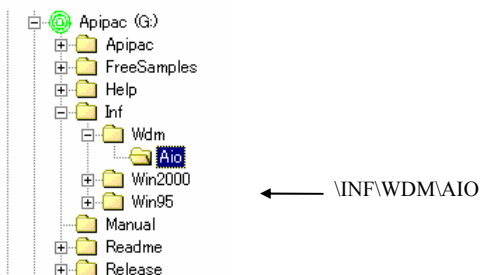 Apipac (G:)
Apipac
FreeSamples
Help
Inf
Wdm
Aio
Win2000
Win95
\INF\WDM\AIO
Manual
Readme
Release